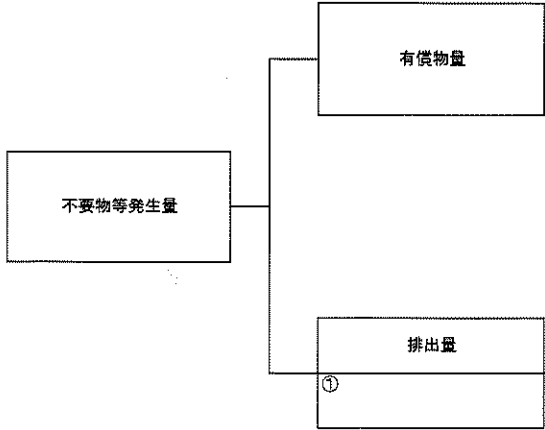 有償物量
不要物等発生量
排出量
①